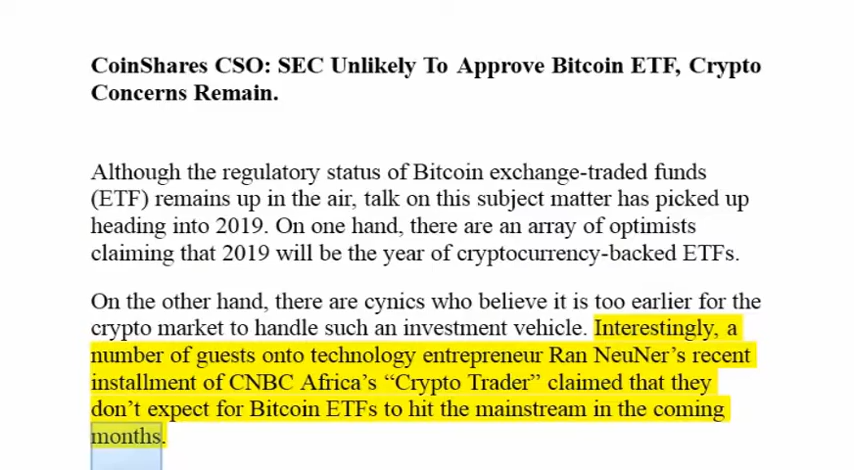 CoinShares CSO: SEC Unlikely To Approve Bitcoin ETF, Crypto
Concerns Remain.
Although the regulatory status of Bitcoin exchange-traded funds
(ETF) remains up in the air, talk on this subject matter has picked up
heading into 2019. On one hand, there are an array of optimists
claiming that 2019 will be the year of cryptocurrency-backed ETFs.
On the other hand, there are cynics who believe it is too earlier for the
crypto market to handle such an investment vehicle. Interestingly, a
number of guests onto technology entrepreneur Ran NeuNer’s recent
installment of CNBC Africa’s “Crypto Trader” claimed that they
don’t expect for Bitcoin ETFs to hit the mainstream in the coming
months.